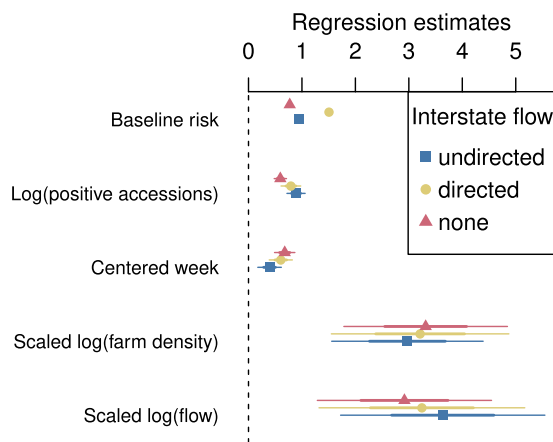 Regression estimates
0 1 2 3 4 5
Interstate flow
undirected
directed
none
Baseline risk
Log(positive accessions)
Centered week
Scaled log(farm density)
Scaled log(flow)